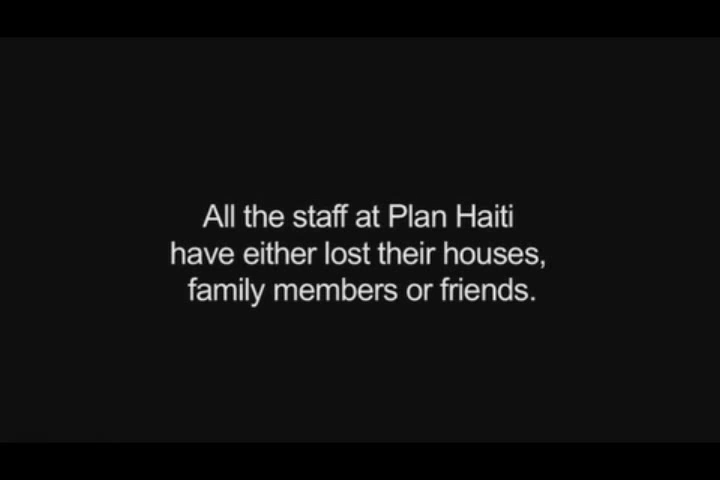 All the staff at Plan Haiti
have either lost their houses,
family members or friends.